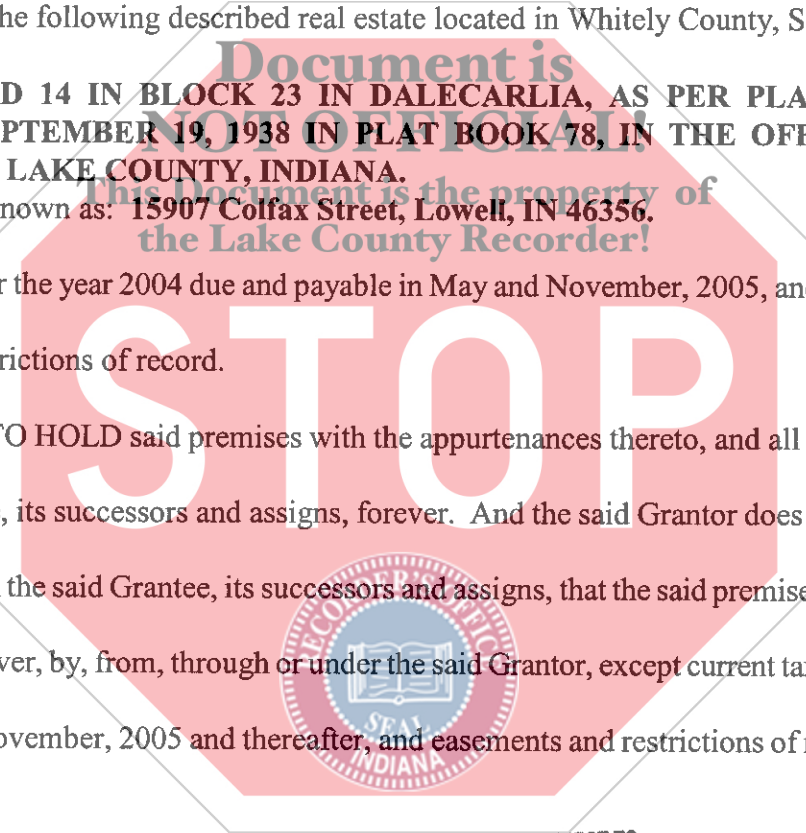 he following described real estate located in Whitely County, S
Document is
D 14 IN BLOCK 23 IN DALECARLIA, AS PER PLA
NOT OFFICIAL!
PTEMBER 19, 1938 IN PLAT BOOK 78, IN THE OFF
LAKE COUNTY, INDIANA.
This Document is the property of
nown as: 15907 Colfax Street, Lowell, IN 46356.
the Lake County Recorder!
r the year 2004 due and payable in May and November, 2005, and
STOP
rictions of record.
TO HOLD said premises with the appurtenances thereto, and all
, its successors and assigns, forever. And the said Grantor does
the said Grantee, its successors and assigns, that the said premise
RECORDER'S OFFICE
ver, by, from, through or under the said Grantor, except current tax
SEAL
ovember, 2005 and thereafter, and easements and restrictions of
INDIANA